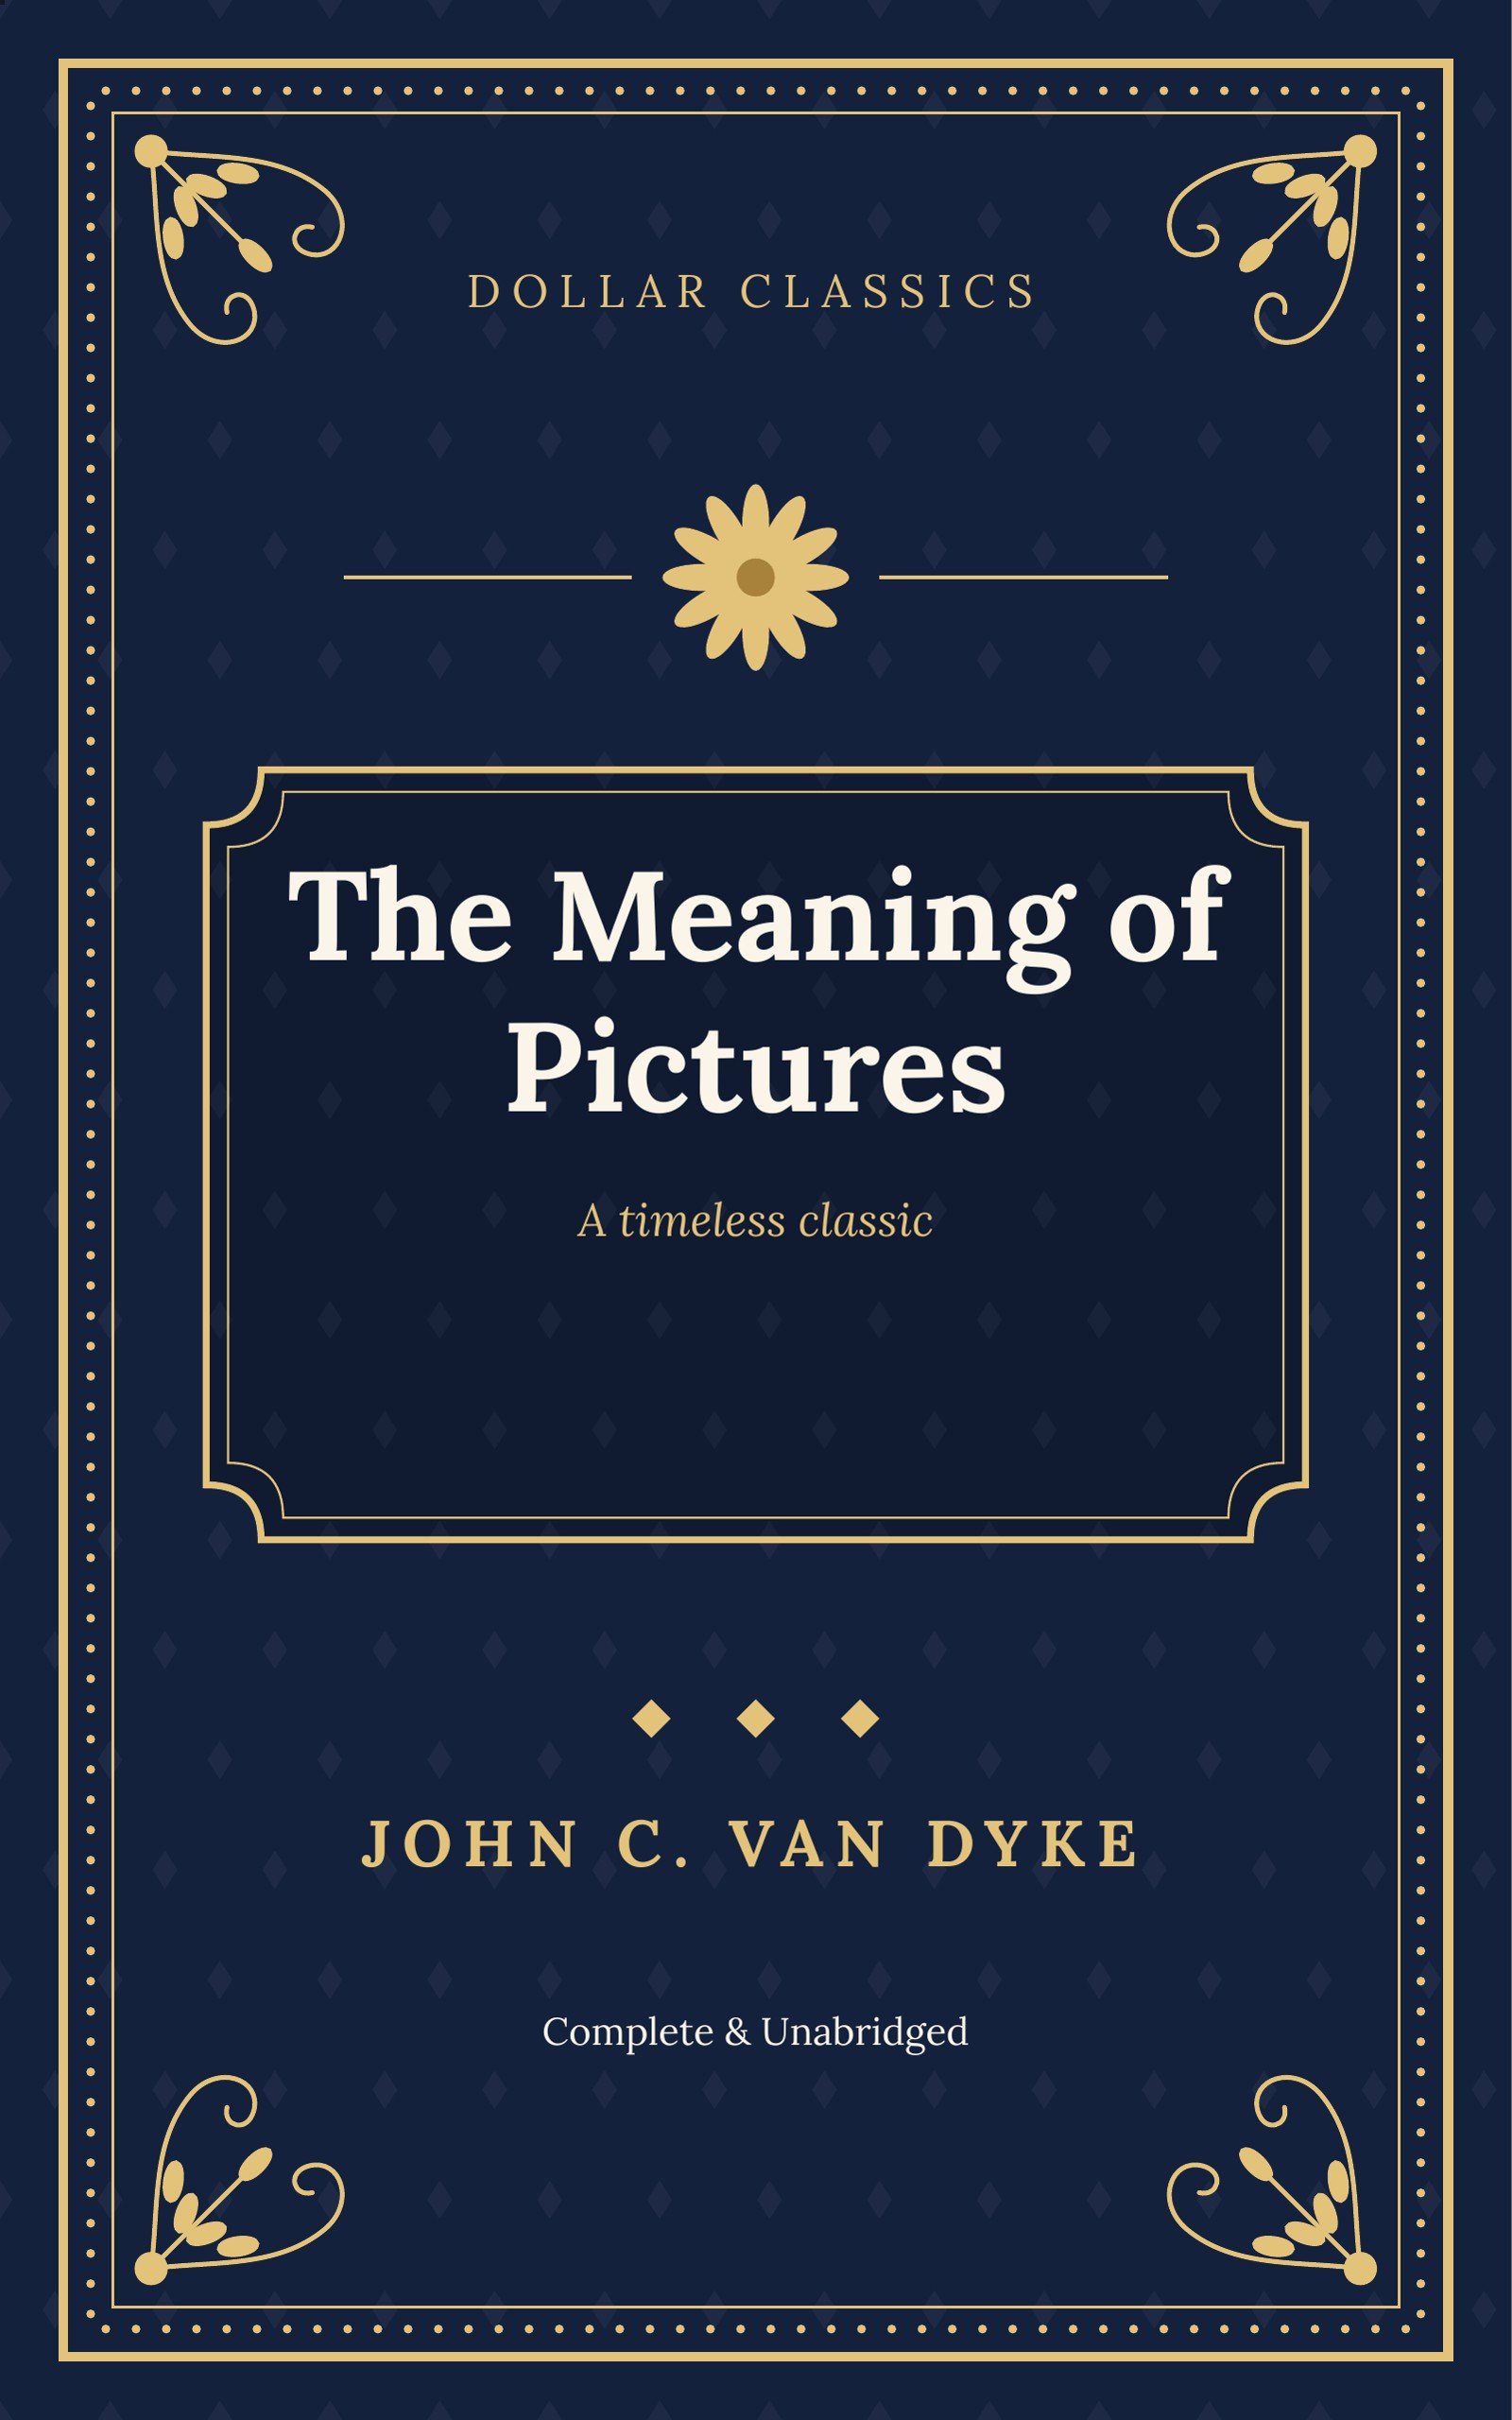 DOLLAR CLASSICS
The Meaning of
Pictures
A timeless classic
JOHN C. VAN DYKE
Complete & Unabridged